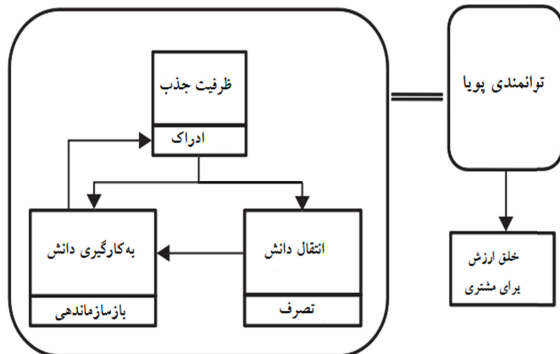 توانمندی پویا
ظرفیت جذب
ادراک
انتقال دانش
تصرف
به‌کارگیری دانش
بازسازماندهی
خلق ارزش
برای مشتری